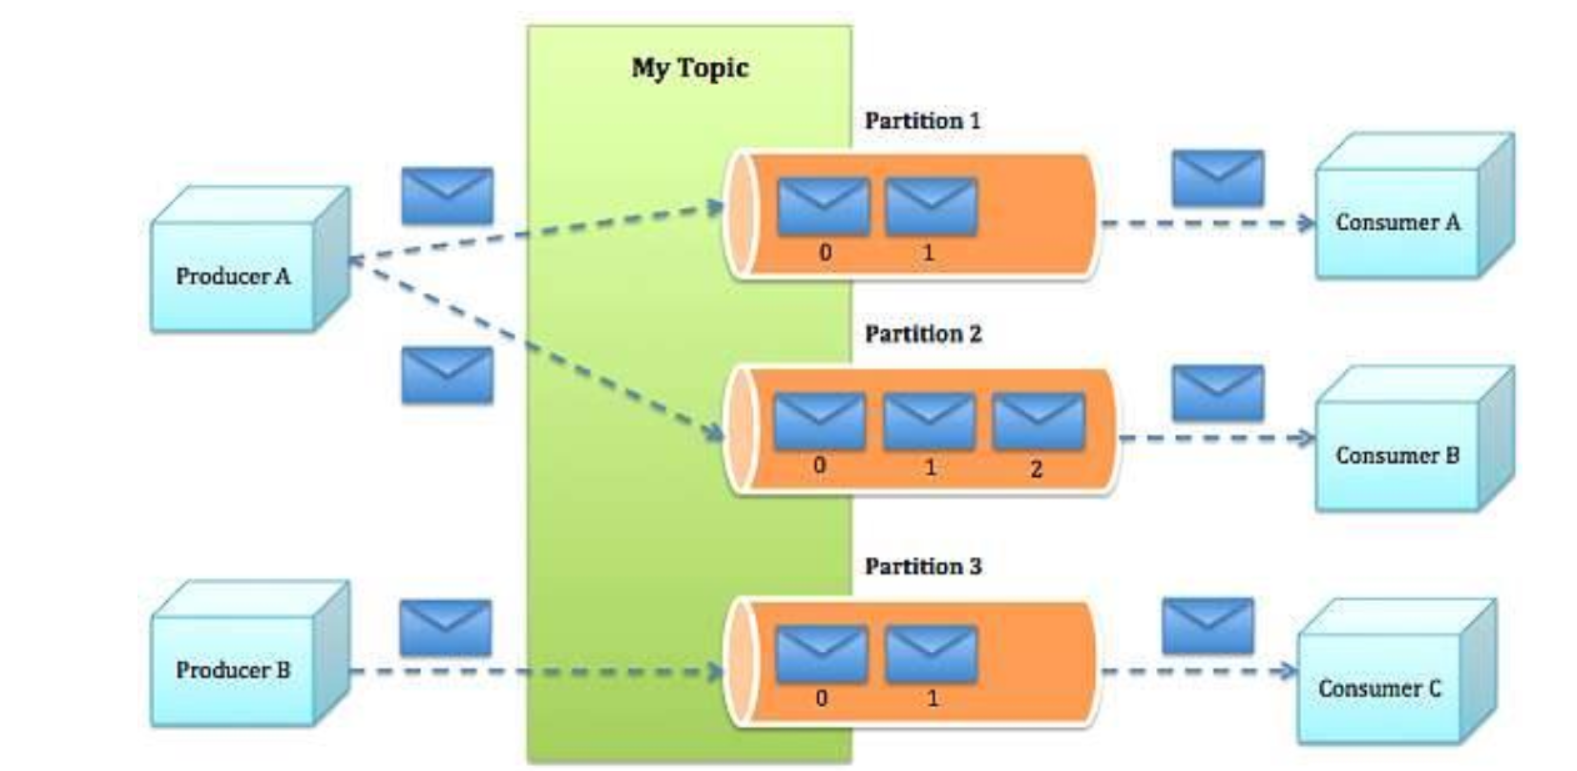 My Topic
Partition 1
Producer A
0 1
Consumer A
Partition 2
0 1 2
Consumer B
Partition 3
Producer B
0 1
Consumer C